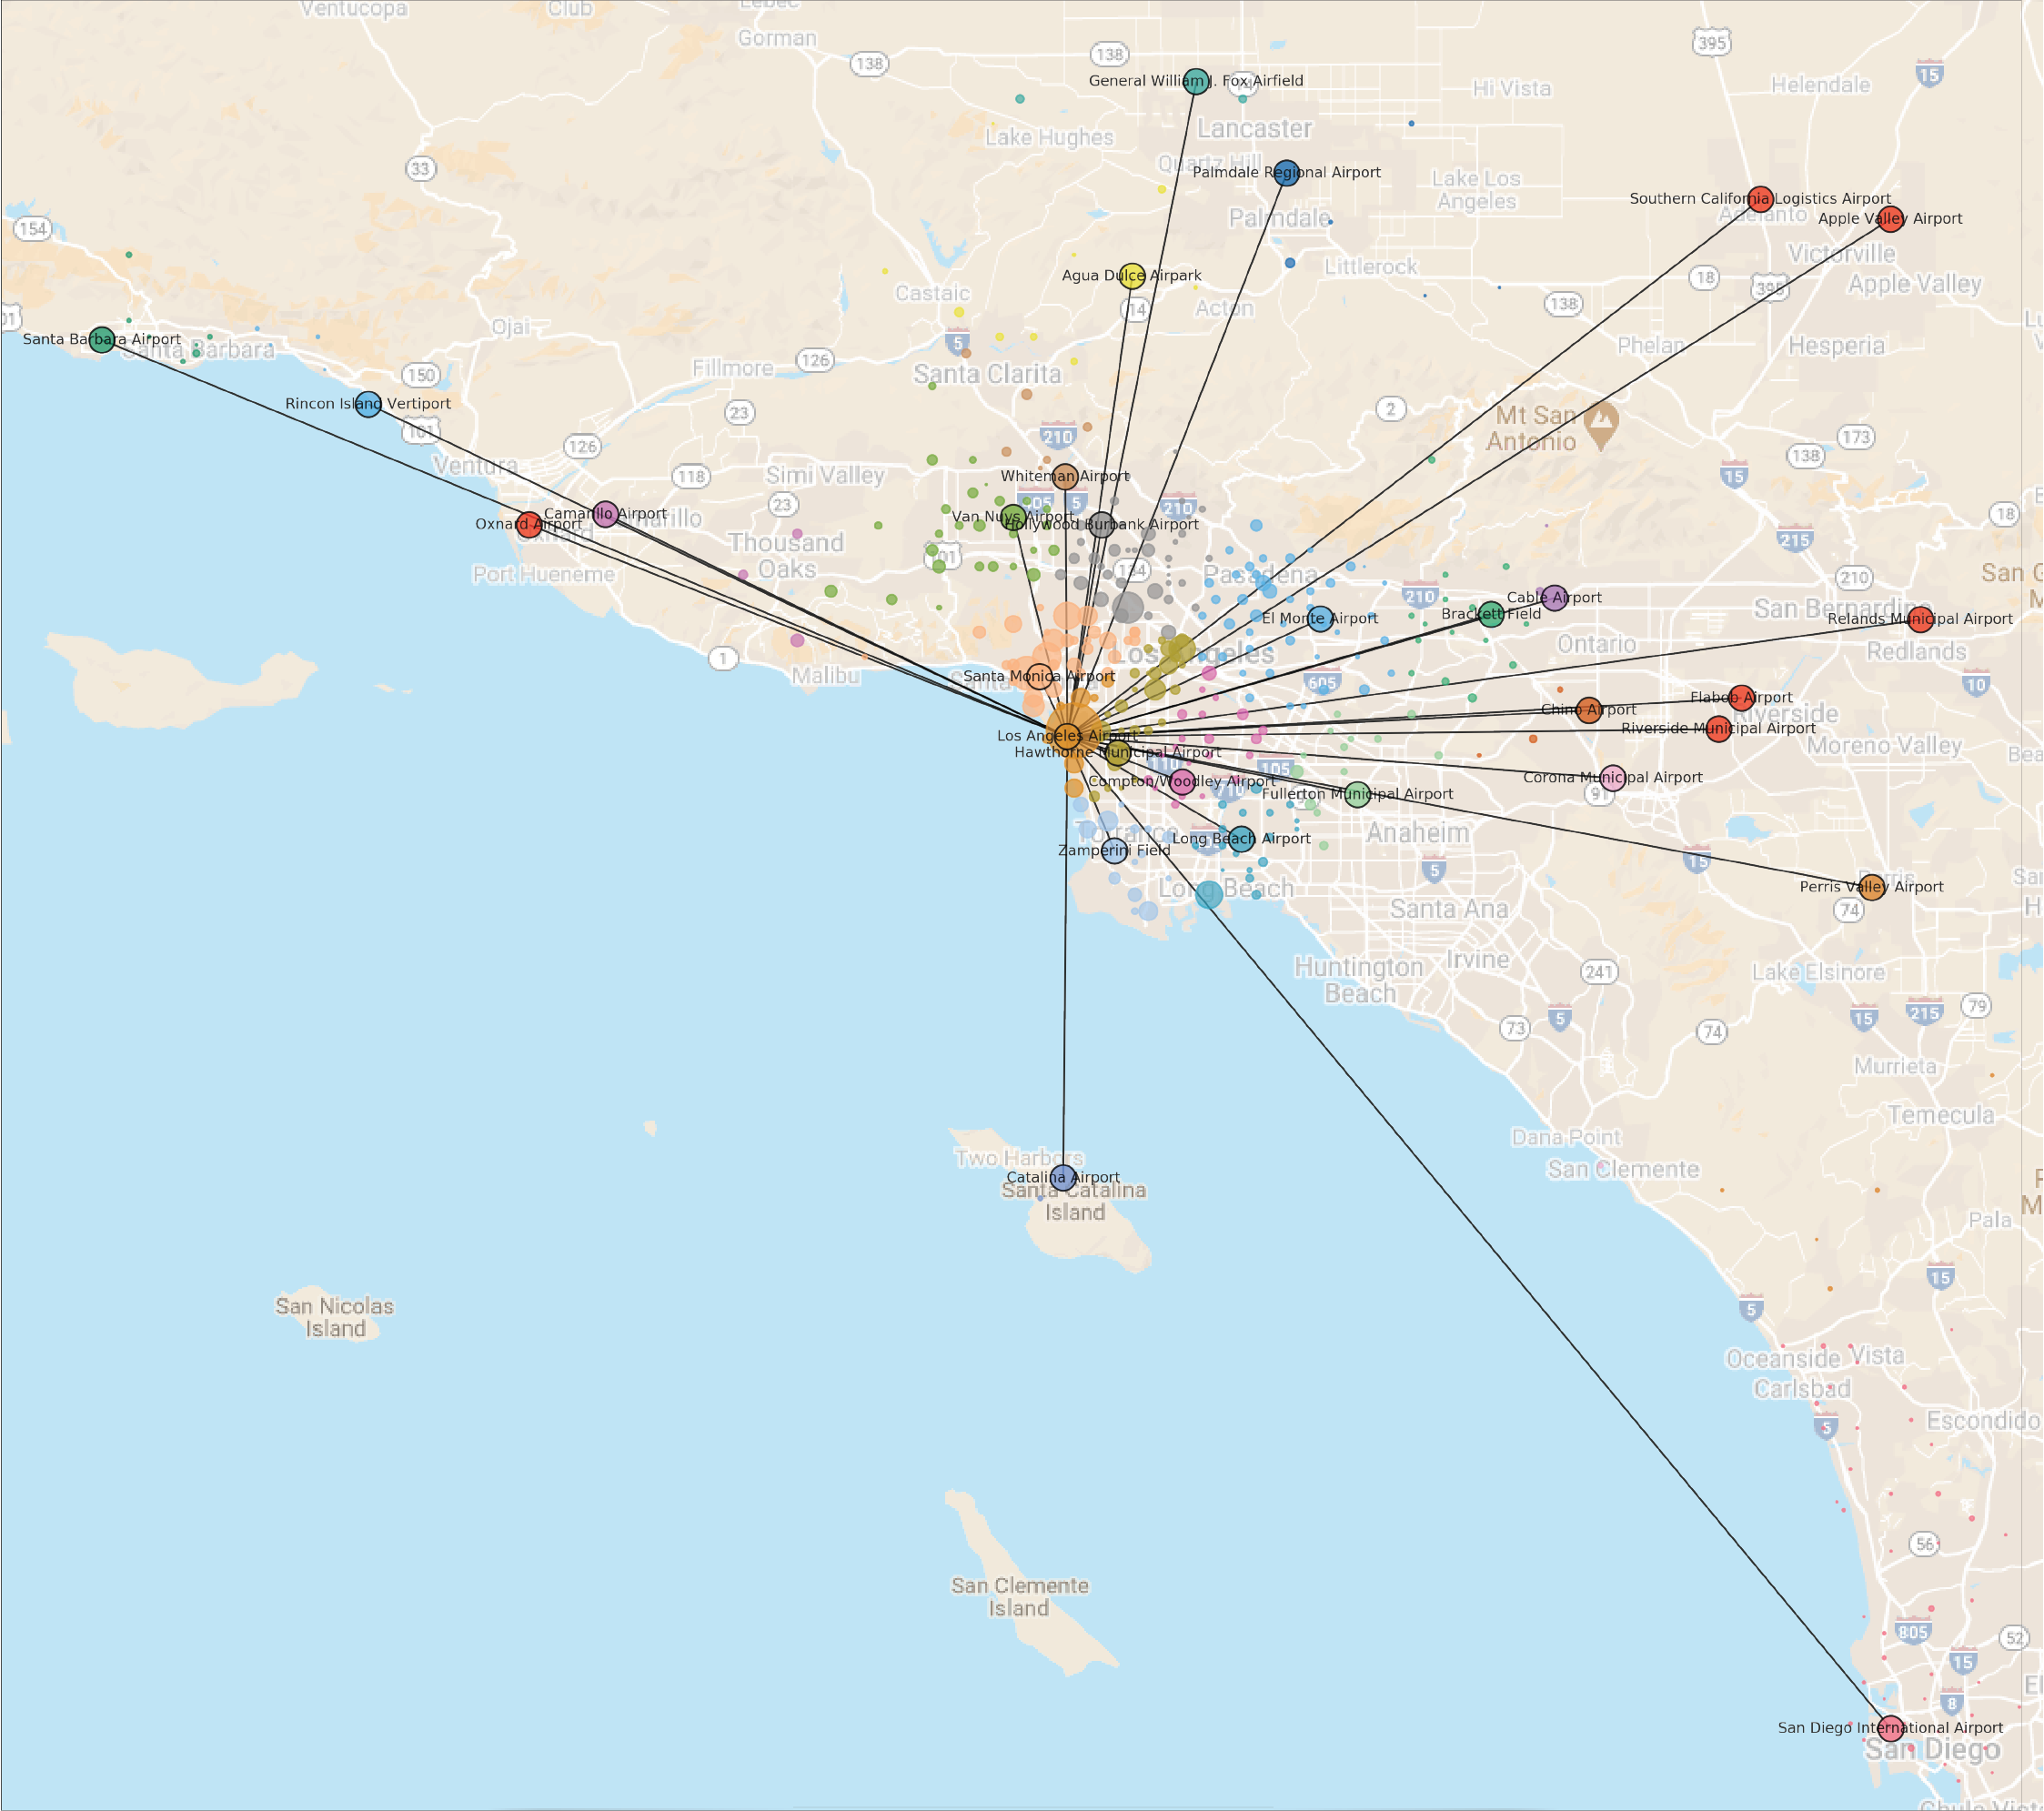 Ventucopa
Club
Lebec
Gorman
138
138
395
15
General William J. Fox Airfield
Hi Vista
Helendale
Lake Hughes
Lancaster
33
Quartz Hill
Palmdale Regional Airport
Lake Los
Angeles
Southern California Logistics Airport
Adelanto
Apple Valley Airport
154
Palmdale
Victorville
Agua Dulce Airpark
Littlerock
18
395
Apple Valley
Castaic
14
Acton
138
Ojai
Santa Barbara Airport
Santa Barbara
5
Phelan
Hesperia
126
Fillmore
Santa Clarita
150
Rincon Island Vertiport
23
2
Mt San
Antonio
101
126
210
173
138
Ventura
118
Simi Valley
Whiteman Airport
15
23
405
5
210
18
Camarillo Airport
Oxnard Airport
Van Nuys Airport
Hollywood Burbank Airport
Thousand
Oaks
101
134
215
Port Hueneme
Pasadena
210
210
Cable Airport
Brackett Field
San Bernardino
El Monte Airport
Relands Municipal Airport
Los Angeles
Ontario
Redlands
1
Malibu
Santa Monica Airport
605
10
Flabob Airport
Chino Airport
Riverside
Riverside Municipal Airport
Los Angeles Airport
Hawthorne Municipal Airport
Moreno Valley
110
105
Compton/Woodley Airport
710
Corona Municipal Airport
Fullerton Municipal Airport
91
Torrance
Long Beach Airport
Anaheim
Zamperini Field
5
15
Long Beach
Perris
Perris Valley Airport
Santa Ana
74
Irvine
Huntington
Beach
241
Lake Elsinore
79
73
5
74
15
215
Murrieta
Temecula
Dana Point
Two Harbors
San Clemente
Catalina Airport
Santa Catalina
Island
Pala
15
San Nicolas
Island
5
Oceanside
Vista
Carlsbad
5
Escondido
56
San Clemente
Island
805
52
15
8
San Diego International Airport
San Diego